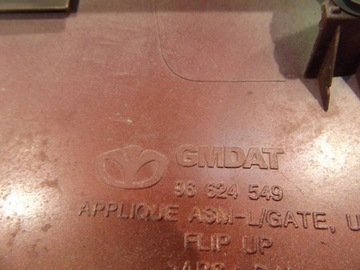 GMDAT
96 624 549
APPLIQUE ASM-L/GATE, U
FLIP UP